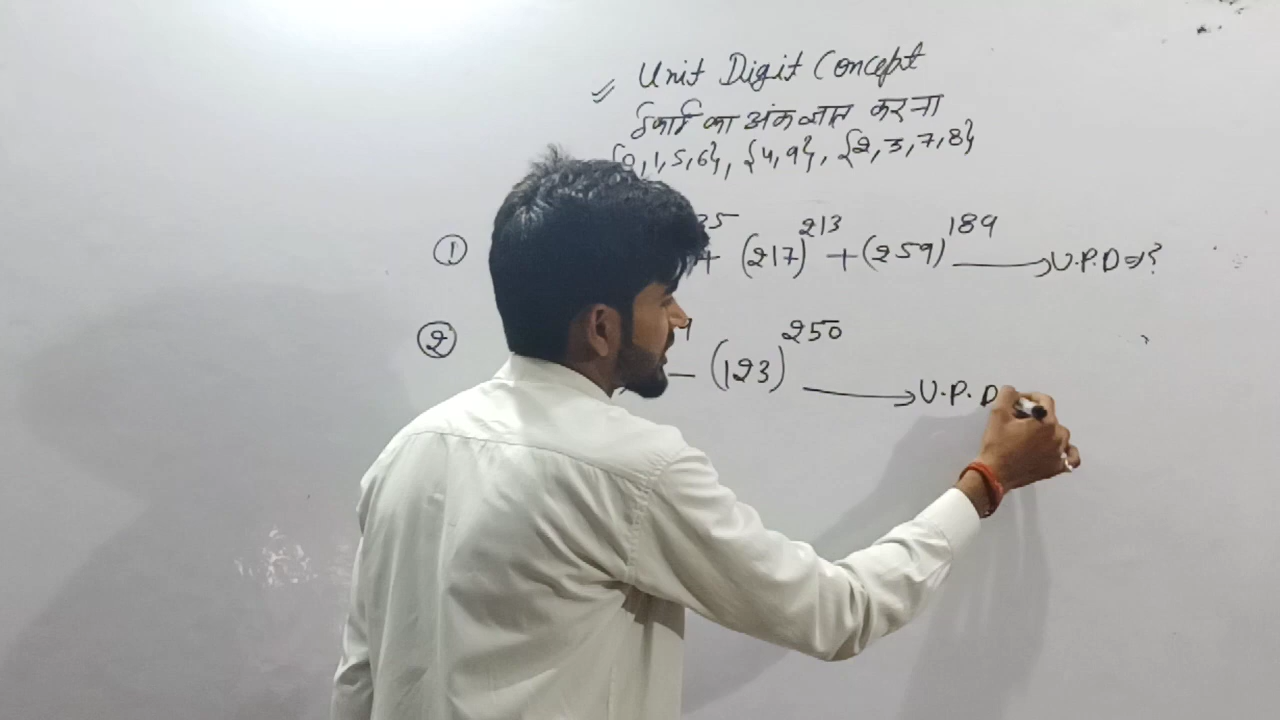 Unit Digit Concept
इकाई का अंक ज्ञात करना
{0,1,5,6}, {4,9}, {2,3,7,8}
① 35 + (217)^213 + (259)^189 → U.P.D ⇒?
② — (123)^250 → U.P.D